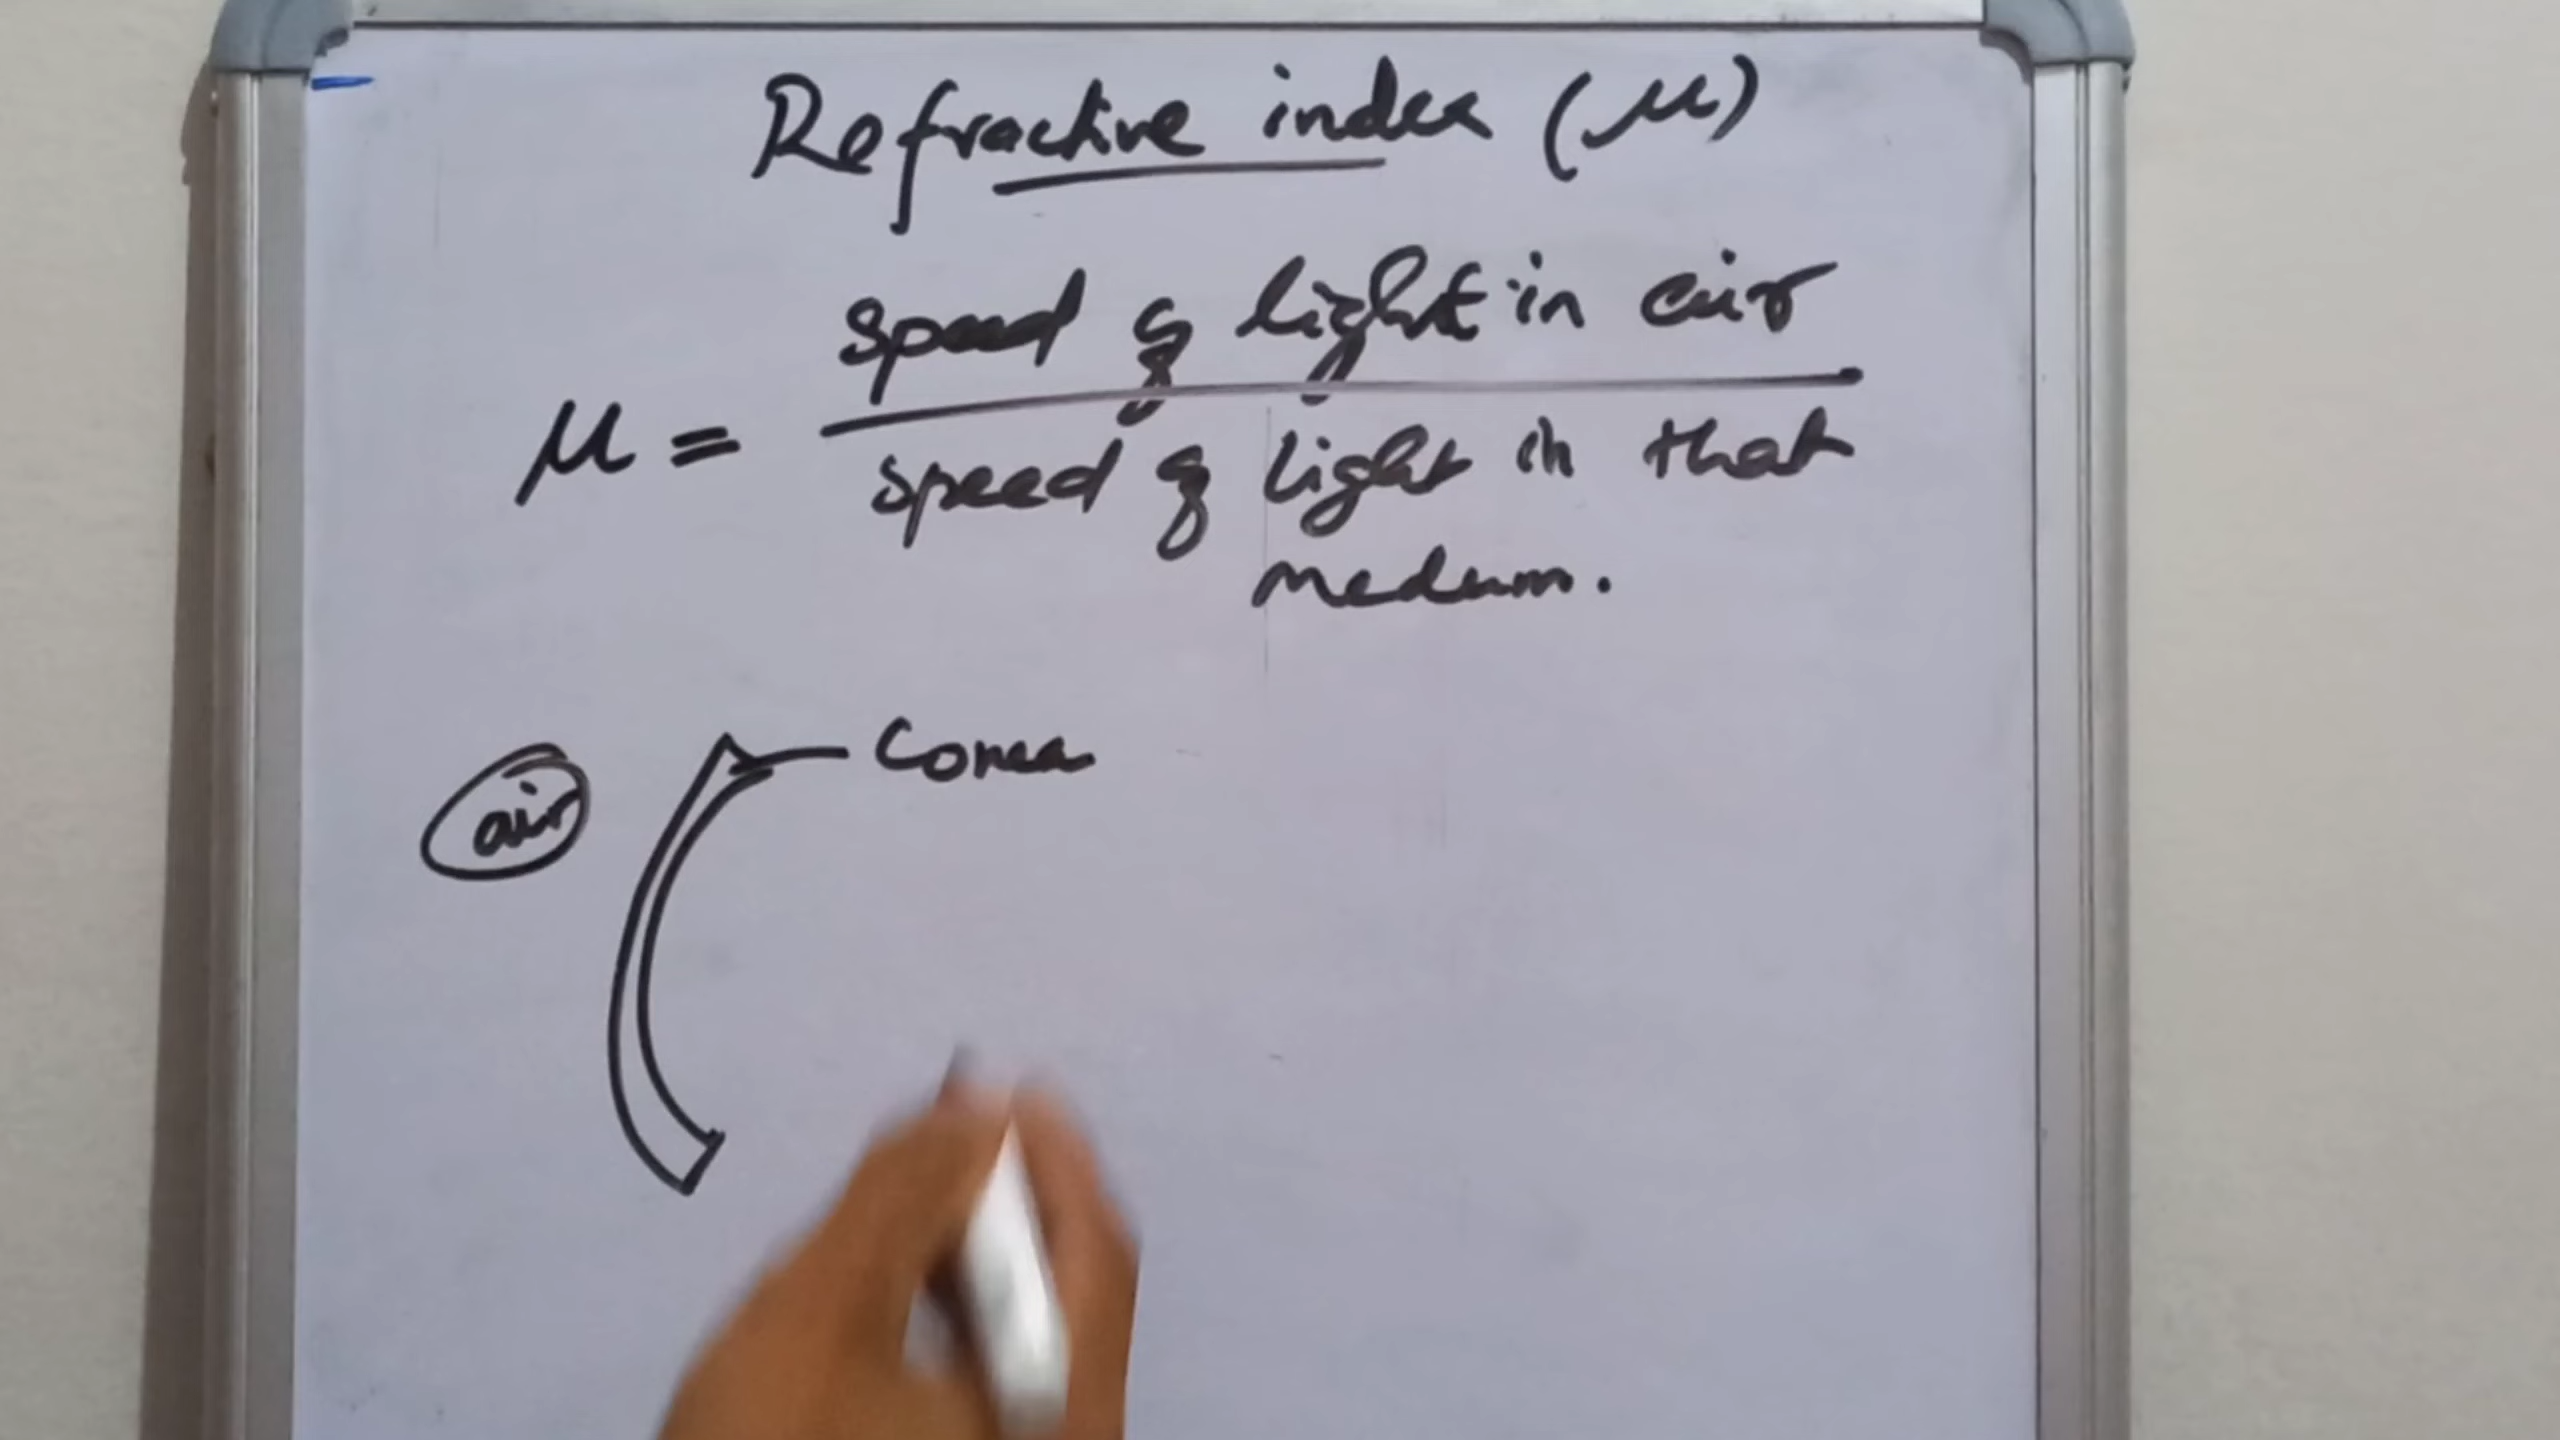 Refractive index (μ)
μ = speed of light in air
speed of light in that
medium.
air
Cornea